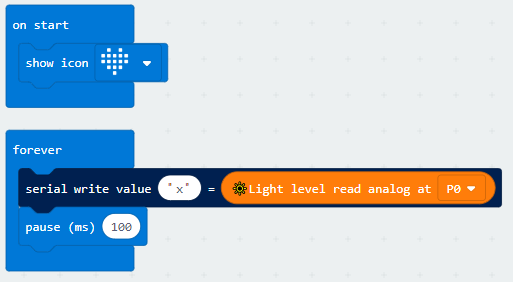 on start
show icon
forever
serial write value "x" = Light level read analog at P0
pause (ms) 100